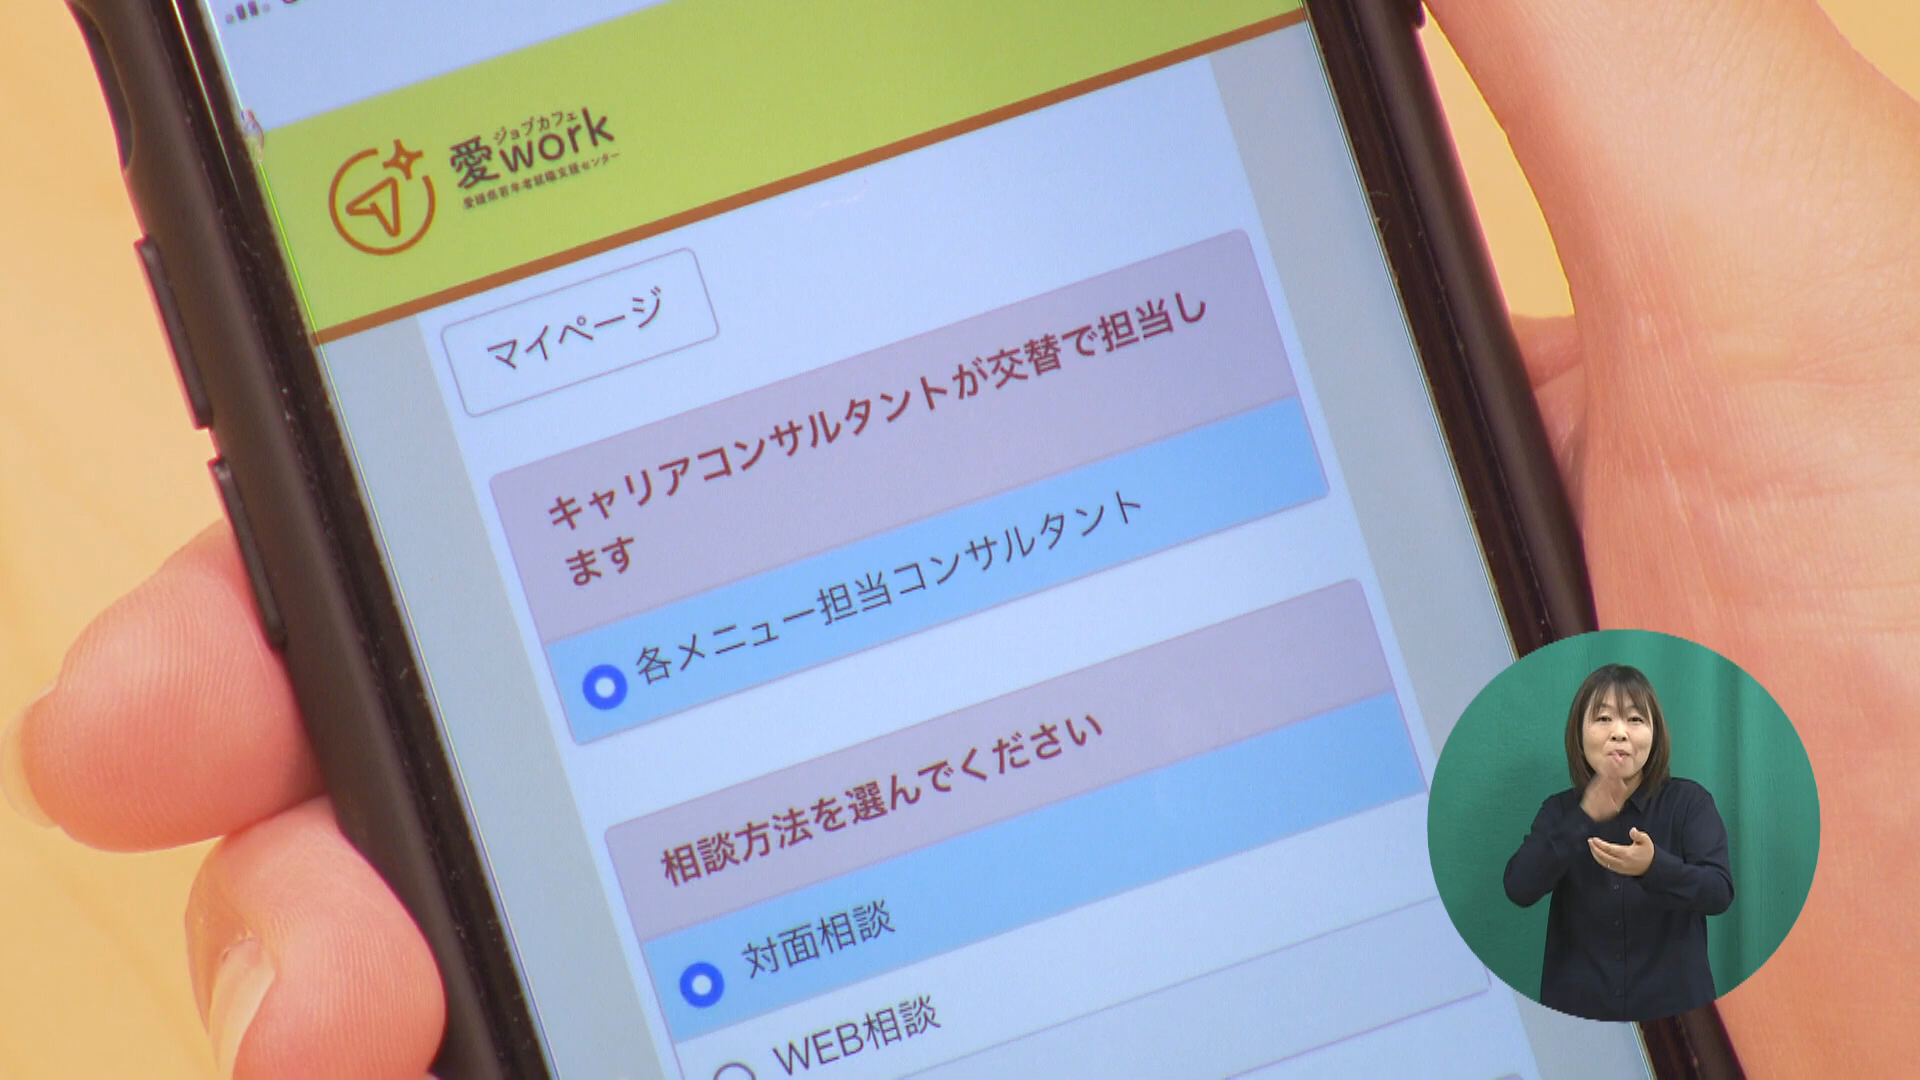 ジョブカフェ
愛work
愛媛県若年者就職支援センター
マイページ
キャリアコンサルタントが交替で担当し
ます
各メニュー担当コンサルタント
相談方法を選んでください
対面相談
WEB相談